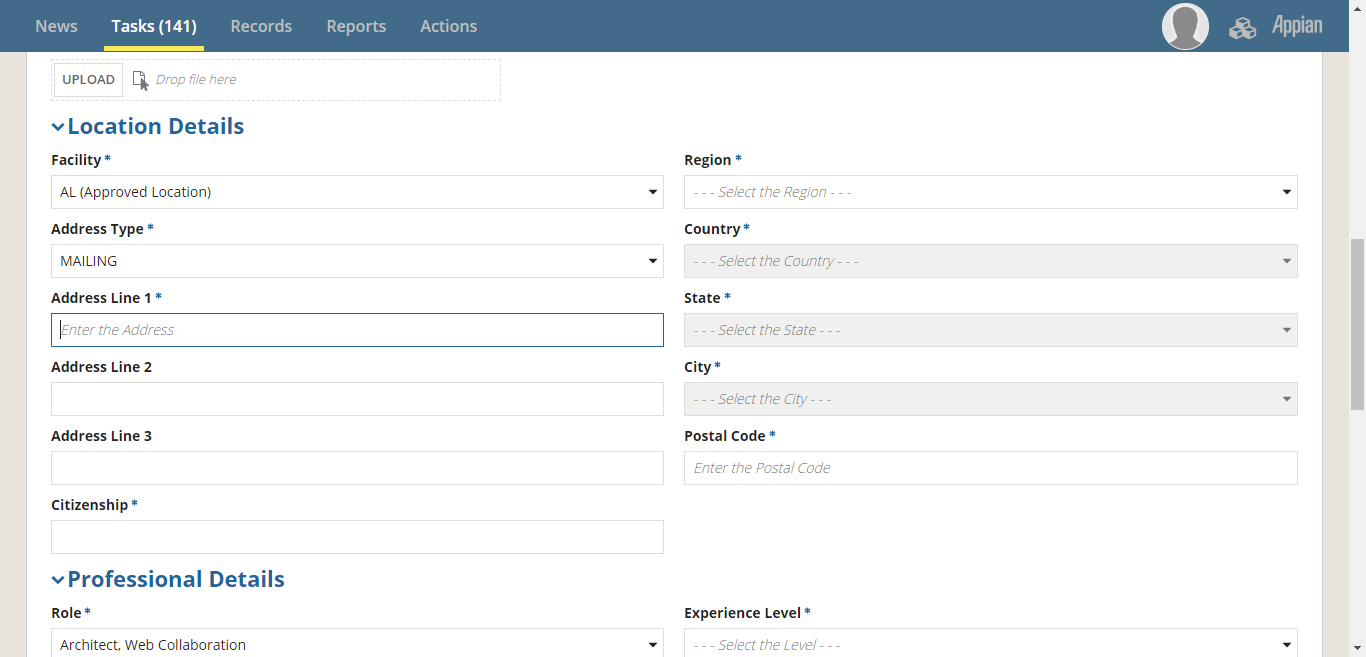 News Tasks (141) Records Reports Actions Appian
UPLOAD Drop file here
Location Details
Facility * Region *
AL (Approved Location) - - - Select the Region - - -
Address Type * Country *
MAILING - - - Select the Country - - -
Address Line 1 * State *
Enter the Address - - - Select the State - - -
Address Line 2 City *
- - - Select the City - - -
Address Line 3 Postal Code *
Enter the Postal Code
Citizenship *
Professional Details
Role * Experience Level *
Architect, Web Collaboration - - - Select the Level - - -